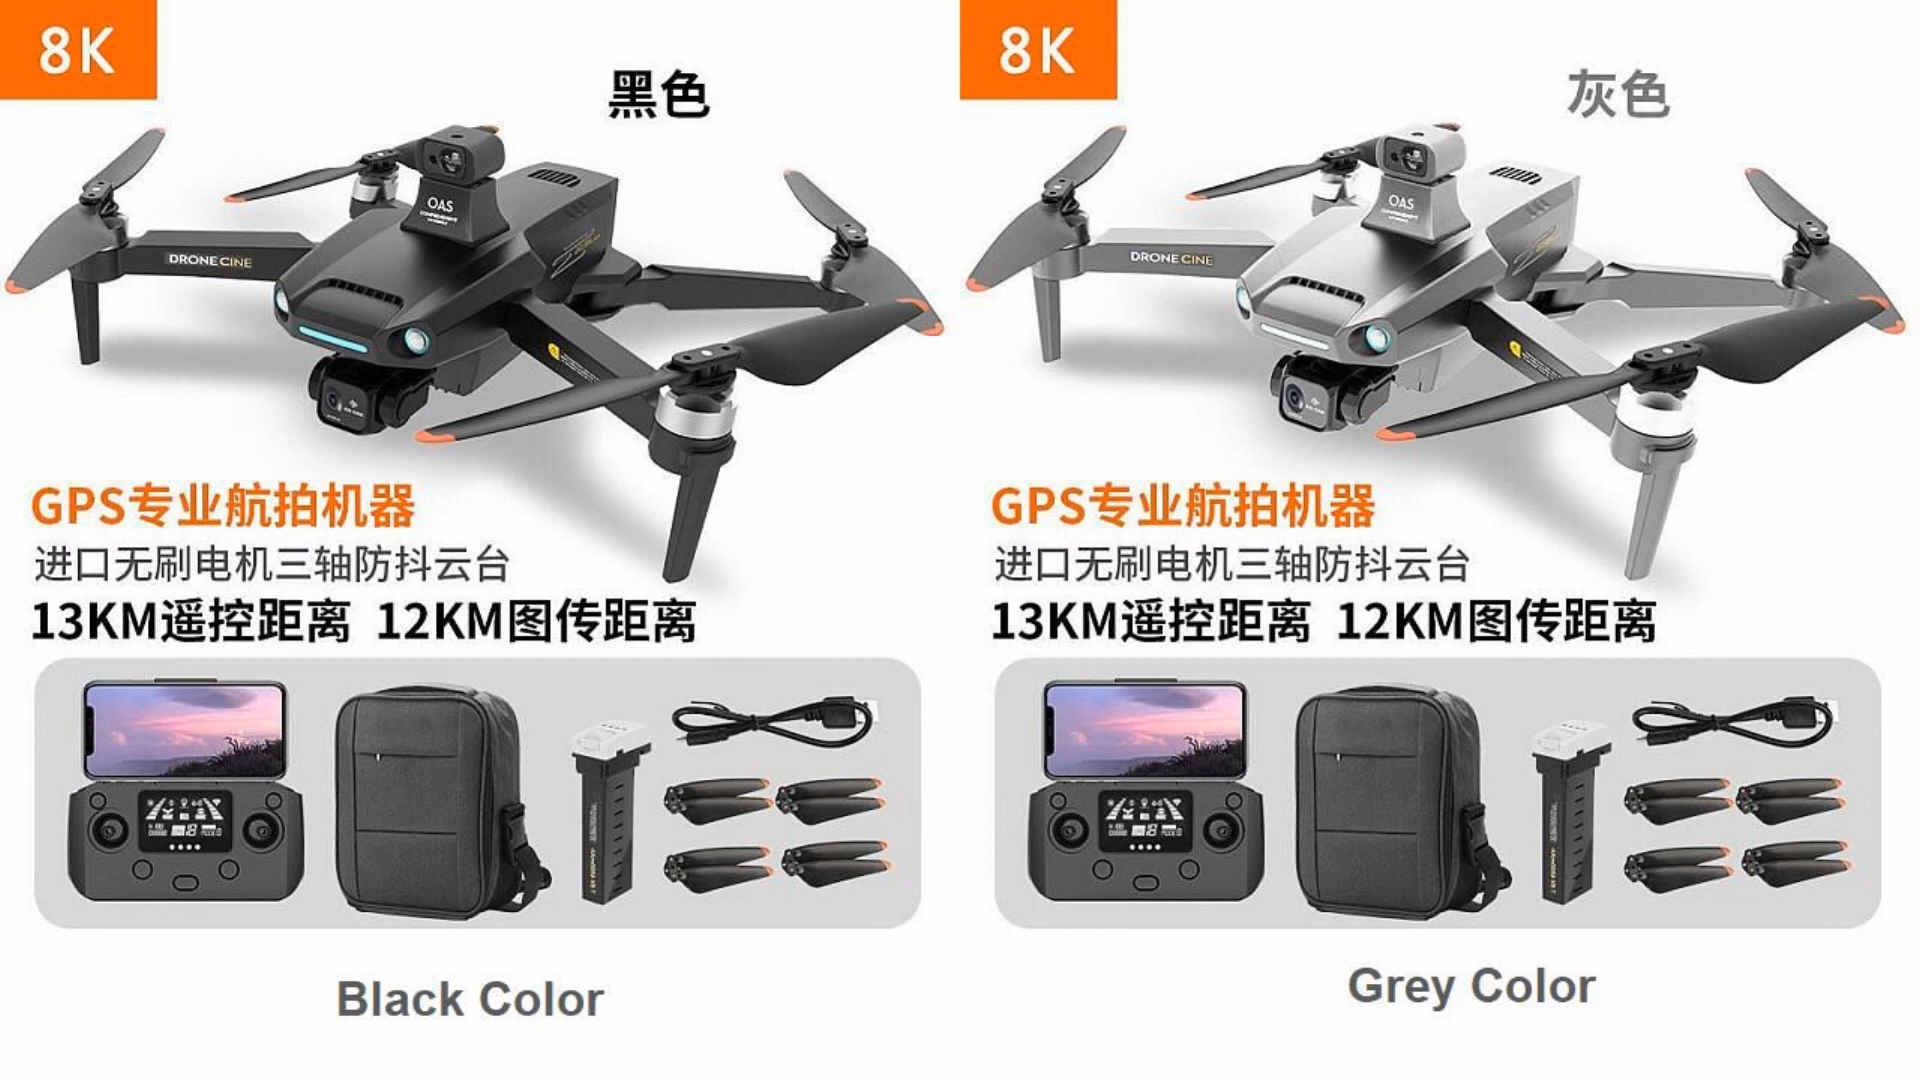 8K
黑色
OAS
DRONE CINE
GPS专业航拍机器
进口无刷电机三轴防抖云台
13KM遥控距离 12KM图传距离
Black Color
8K
灰色
OAS
DRONE CINE
GPS专业航拍机器
进口无刷电机三轴防抖云台
13KM遥控距离 12KM图传距离
Grey Color